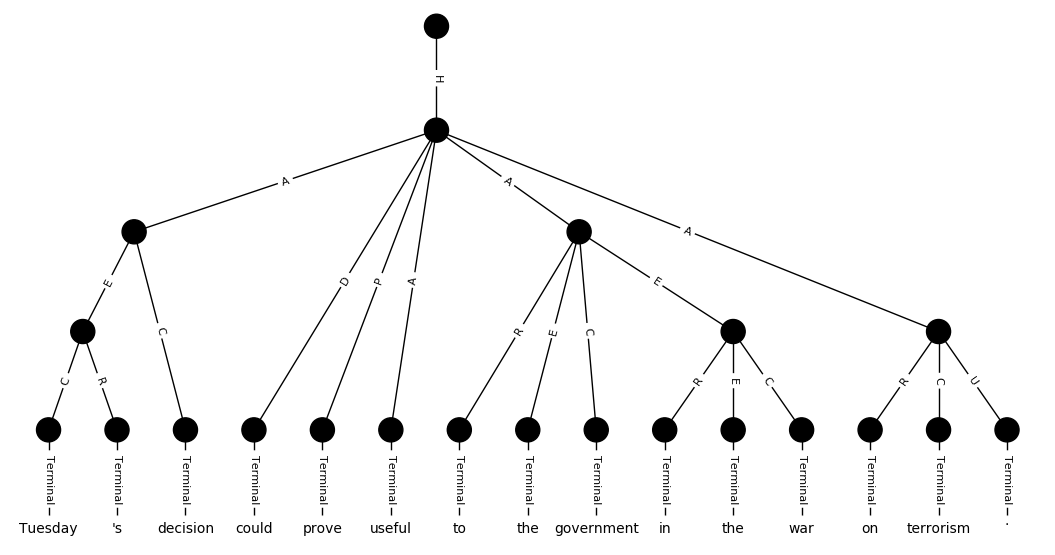 H
A
A
A
D
P
A
E
C
R
E
C
E
C
R
R
E
C
R
C
U
Terminal Terminal Terminal Terminal Terminal Terminal Terminal Terminal Terminal Terminal Terminal Terminal Terminal Terminal Terminal
Tuesday 's decision could prove useful to the government in the war on terrorism .